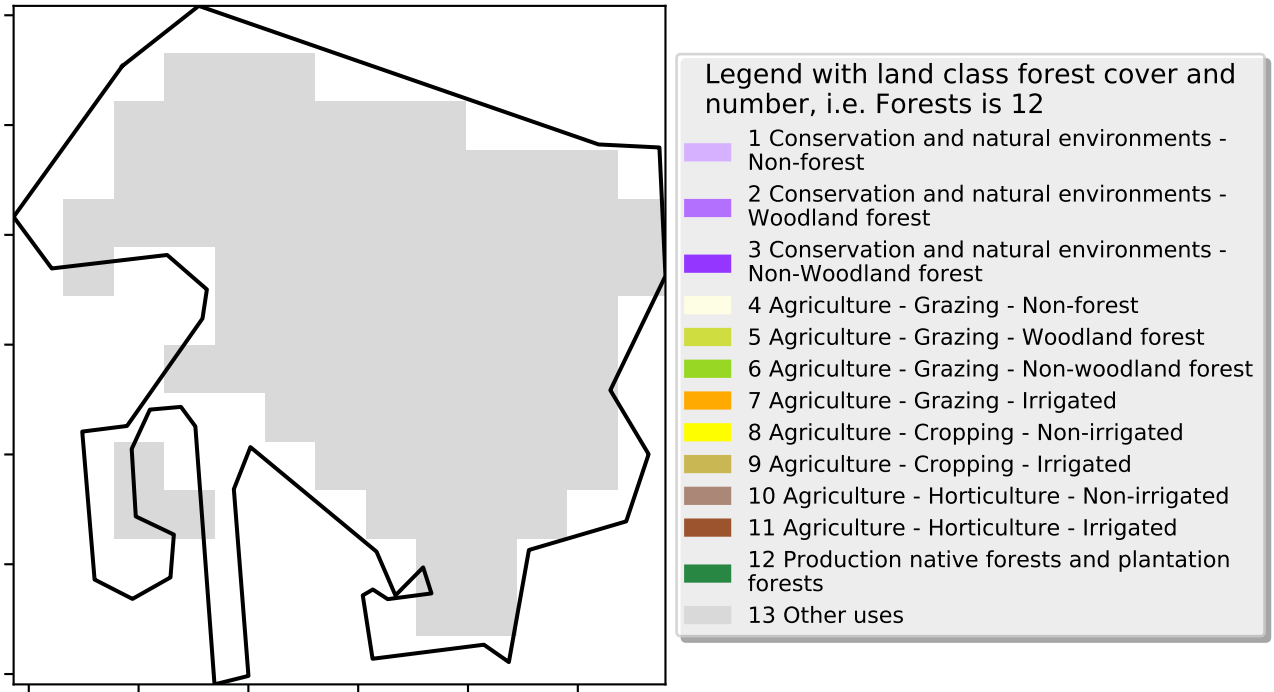 Legend with land class forest cover and
number, i.e. Forests is 12
1 Conservation and natural environments -
Non-forest
2 Conservation and natural environments -
Woodland forest
3 Conservation and natural environments -
Non-Woodland forest
4 Agriculture - Grazing - Non-forest
5 Agriculture - Grazing - Woodland forest
6 Agriculture - Grazing - Non-woodland forest
7 Agriculture - Grazing - Irrigated
8 Agriculture - Cropping - Non-irrigated
9 Agriculture - Cropping - Irrigated
10 Agriculture - Horticulture - Non-irrigated
11 Agriculture - Horticulture - Irrigated
12 Production native forests and plantation
forests
13 Other uses